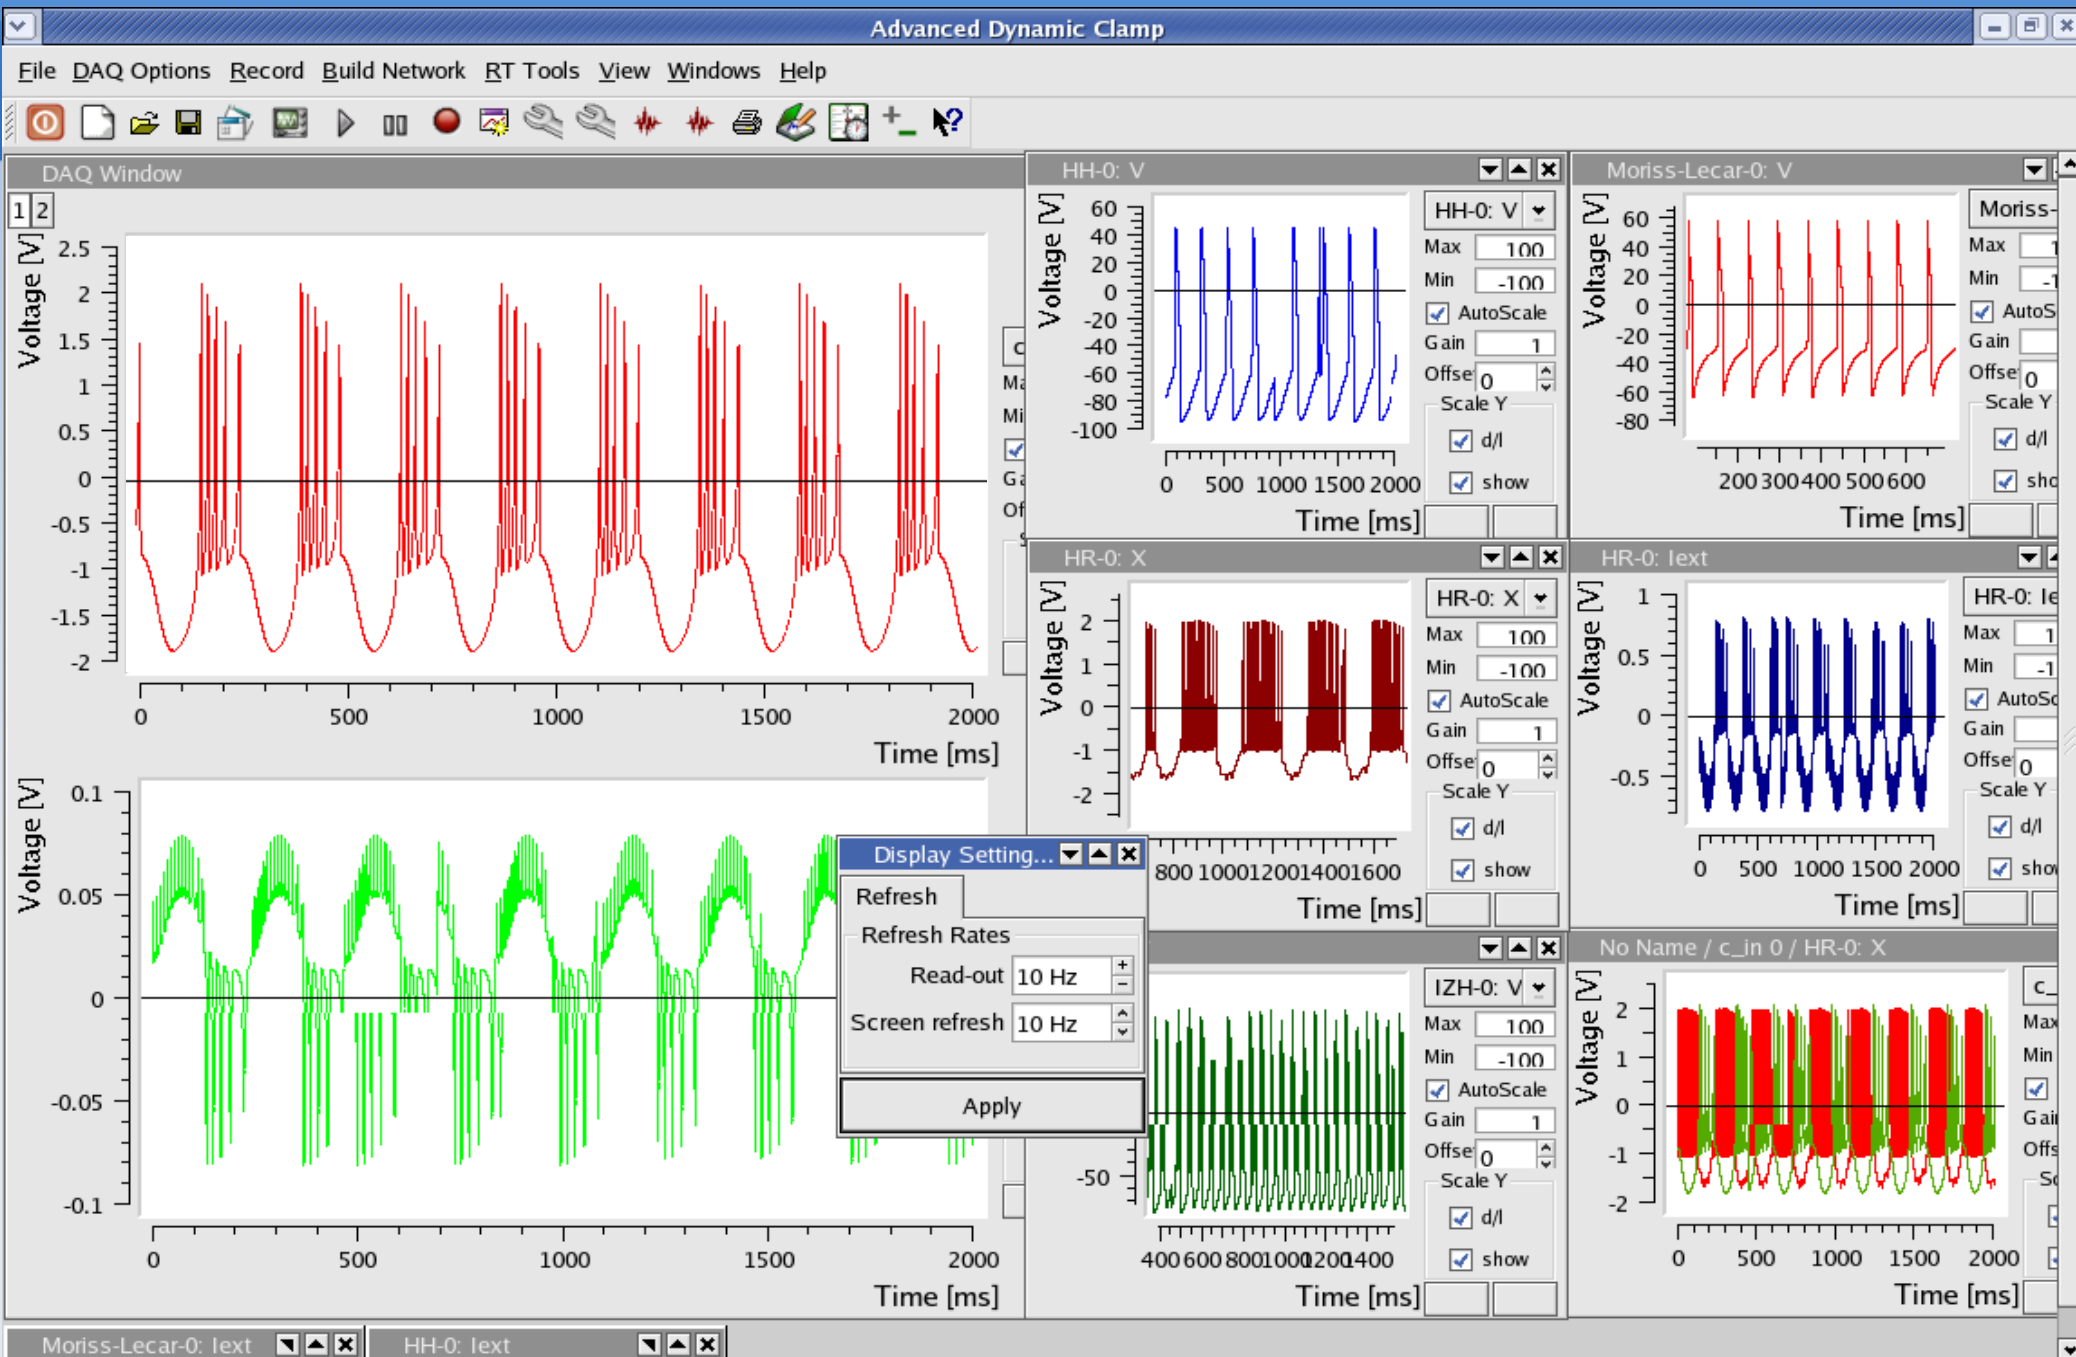 Advanced Dynamic Clamp
File DAQ Options Record Build Network RT Tools View Windows Help
DAQ Window
1 2
Voltage [V]
2.5
2
1.5
1
0.5
0
-0.5
-1
-1.5
-2
0 500 1000 1500 2000
Time [ms]
Voltage [V]
0.1
0.05
0
-0.05
-0.1
0 500 1000 1500 2000
Time [ms]
HH-0: V
Voltage [V]
60
40
20
0
-20
-40
-60
-80
-100
0 500 1000 1500 2000
Time [ms]
HH-0: V
Max 100
Min -100
AutoScale
Gain 1
Offse 0
Scale Y
d/l
show
Moriss-Lecar-0: V
Voltage [V]
60
40
20
0
-20
-40
-60
-80
200 300 400 500 600
Time [ms]
Moriss-
Max 1
Min -1
AutoS
Gain
Offse 0
Scale Y
d/l
sho
HR-0: X
Voltage [V]
2
1
0
-1
-2
800 1000 1200 1400 1600
Time [ms]
HR-0: X
Max 100
Min -100
AutoScale
Gain 1
Offse 0
Scale Y
d/l
show
HR-0: Iext
Voltage [V]
1
0.5
0
-0.5
0 500 1000 1500 2000
Time [ms]
HR-0: Ie
Max 1
Min -1
AutoSc
Gain
Offse 0
Scale Y
d/l
show
Display Setting...
Refresh
Refresh Rates
Read-out 10 Hz
Screen refresh 10 Hz
Apply
-50
400 600 800 1000 1200 1400
Time [ms]
IZH-0: V
Max 100
Min -100
AutoScale
Gain 1
Offse 0
Scale Y
d/l
show
No Name / c_in 0 / HR-0: X
Voltage [V]
2
1
0
-1
-2
0 500 1000 1500 2000
Time [ms]
c_
Max
Min
Gai
Offs
Sc
Moriss-Lecar-0: Iext
HH-0: Iext